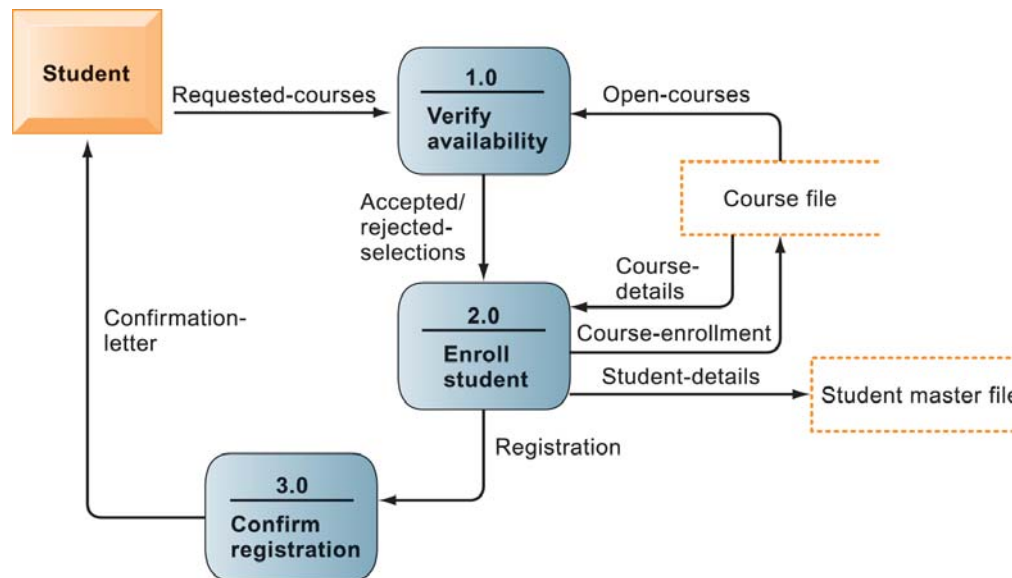 Student
Requested-courses
1.0
Verify
availability
Open-courses
Course file
Accepted/
rejected-
selections
Course-
details
2.0
Enroll
student
Course-enrollment
Student-details
Student master file
Confirmation-
letter
Registration
3.0
Confirm
registration